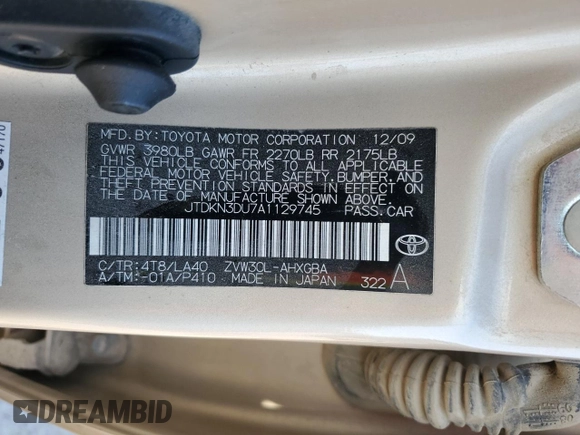 MFD. BY: TOYOTA MOTOR CORPORATION 12/09
GVWR 3980LB GAWR FR 2270LB RR 2175LB
THIS VEHICLE CONFORMS TO ALL APPLICABLE
FEDERAL MOTOR VEHICLE SAFETY, BUMPER, AND
THEFT PREVENTION STANDARDS IN EFFECT ON
THE DATE OF MANUFACTURE SHOWN ABOVE.
JTDKN3DU7A1129745 PASS. CAR
C/TR: 4T8/LA40 ZVW30L-AHXGBA
A/TM: -01A/P410 MADE IN JAPAN 322 A
TOYOTA
47170
DREAMBID